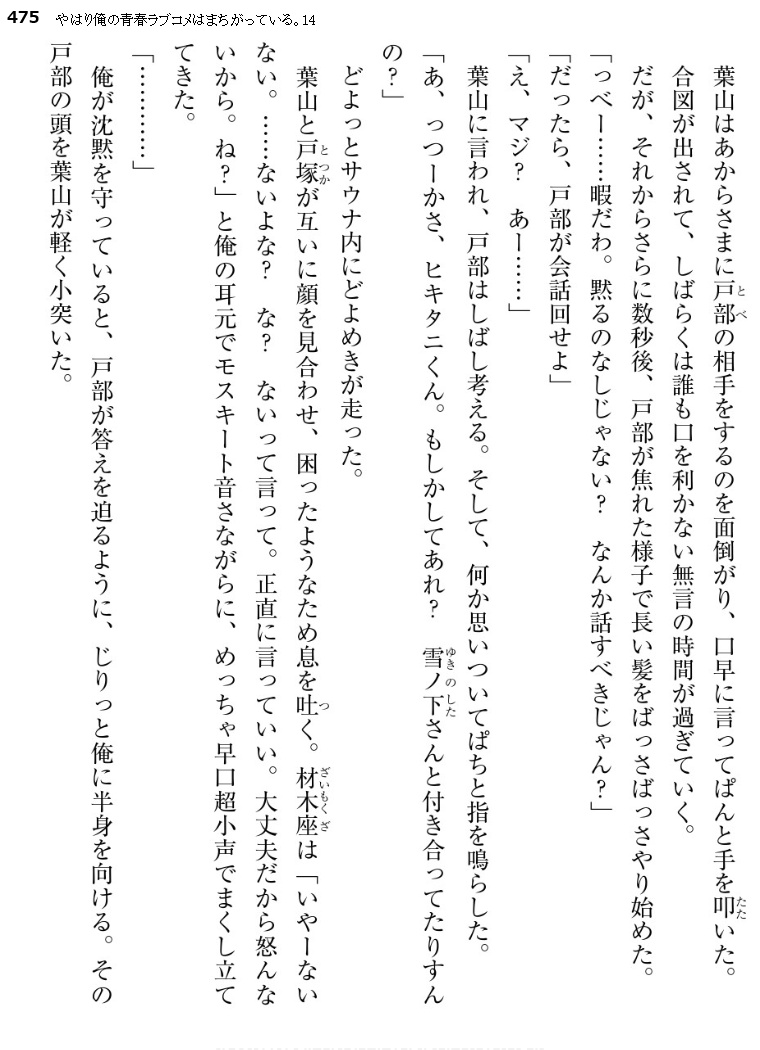 475 やはり俺の青春ラブコメはまちがっている。14
葉山はあからさまに戸部の相手をするのを面倒がり、口早に言ってぱんと手を叩いた。
合図が出されて、しばらくは誰も口を利かない無言の時間が過ぎていく。
だが、それからさらに数秒後、戸部が焦れた様子で長い髪をばっさばっさやり始めた。
「っべー……暇だわ。黙るのなしじゃない？　なんか話すべきじゃん？」
「だったら、戸部が会話回せよ」
「え、マジ？　あー……」
葉山に言われ、戸部はしばし考える。そして、何か思いついてぱちと指を鳴らした。
「あ、っつーかさ、ヒキタニくん。もしかしてあれ？　雪ノ下さんと付き合ってたりすん
の？」
どよっとサウナ内にどよめきが走った。
葉山と戸塚が互いに顔を見合わせ、困ったようなため息を吐く。材木座は「いやーない
ない。……ないよな？　な？　ないって言って。正直に言っていい。大丈夫だから怒んな
いから。ね？」と俺の耳元でモスキート音さながらに、めっちゃ早口超小声でまくし立て
てきた。
「…………」
俺が沈黙を守っていると、戸部が答えを迫るように、じりっと俺に半身を向ける。その
戸部の頭を葉山が軽く小突いた。